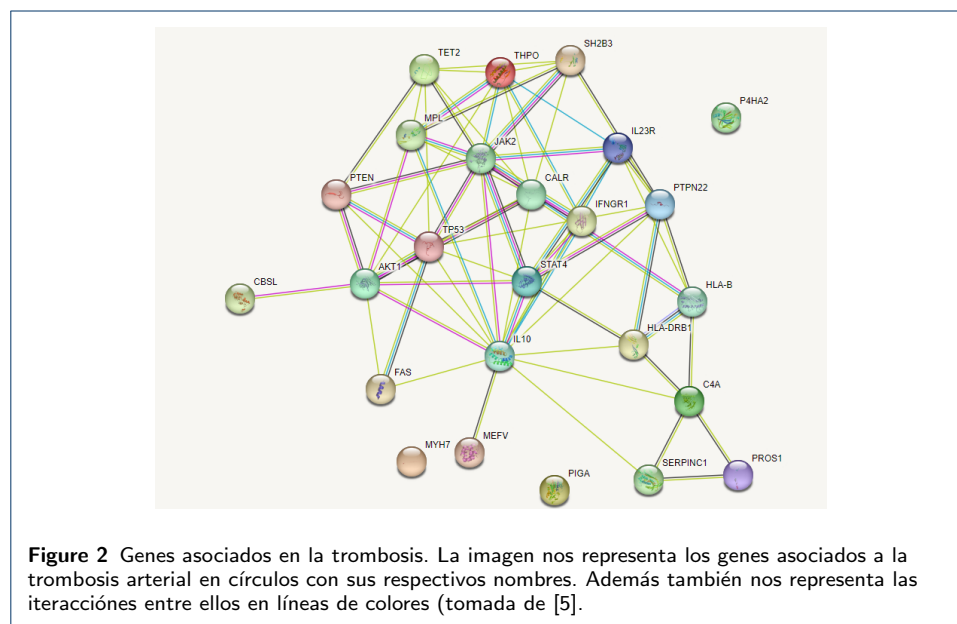 TET2
THPO
SH2B3
P4HA2
MPL
JAK2
IL23R
PTEN
CALR
IFNGR1
PTPN22
TP53
AKT1
STAT4
CBSL
HLA-B
HLA-DRB1
IL10
FAS
C4A
MYH7
MEFV
SERPINC1
PROS1
PIGA
Figure 2 Genes asociados en la trombosis. La imagen nos representa los genes asociados a la
trombosis arterial en círculos con sus respectivos nombres. Además también nos representa las
iteracciónes entre ellos en líneas de colores (tomada de [5].